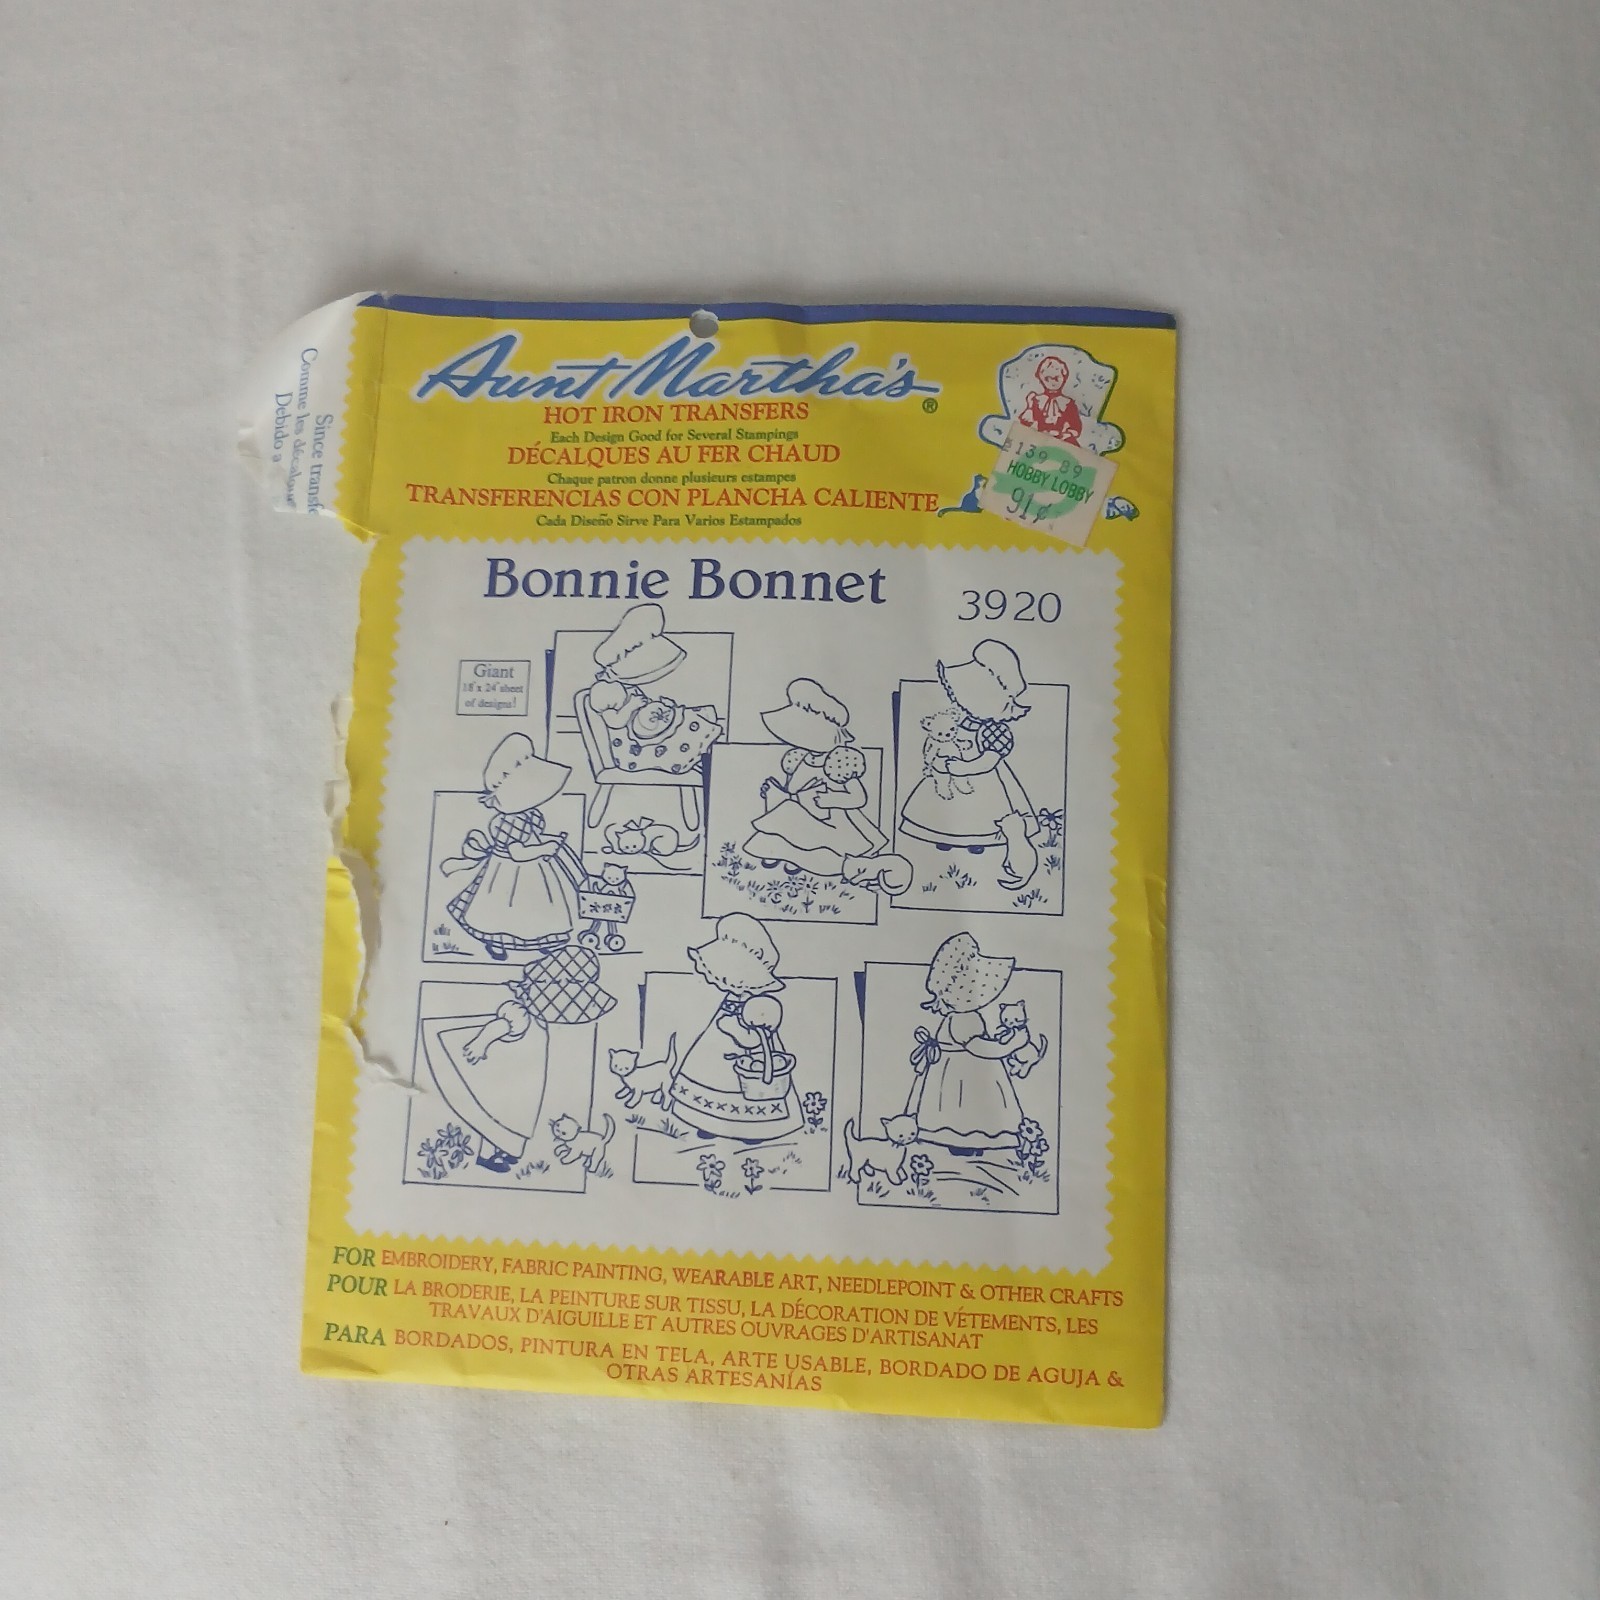 Aunt Martha's®
HOT IRON TRANSFERS
Each Design Good for Several Stampings
DÉCALQUES AU FER CHAUD
Chaque patron donne plusieurs estampes
TRANSFERENCIAS CON PLANCHA CALIENTE
Cada Diseño Sirve Para Varios Estampados
139 89
HOBBY LOBBY
91¢
Since transf
Comme les décalque
Debido a
Bonnie Bonnet
3920
Giant
18"x 24" sheet
of designs!
FOR EMBROIDERY, FABRIC PAINTING, WEARABLE ART, NEEDLEPOINT & OTHER CRAFTS
POUR LA BRODERIE, LA PEINTURE SUR TISSU, LA DÉCORATION DE VÉTEMENTS, LES
TRAVAUX D'AIGUILLE ET AUTRES OUVRAGES D'ARTISANAT
PARA BORDADOS, PINTURA EN TELA, ARTE USABLE, BORDADO DE AGUJA &
OTRAS ARTESANÍAS